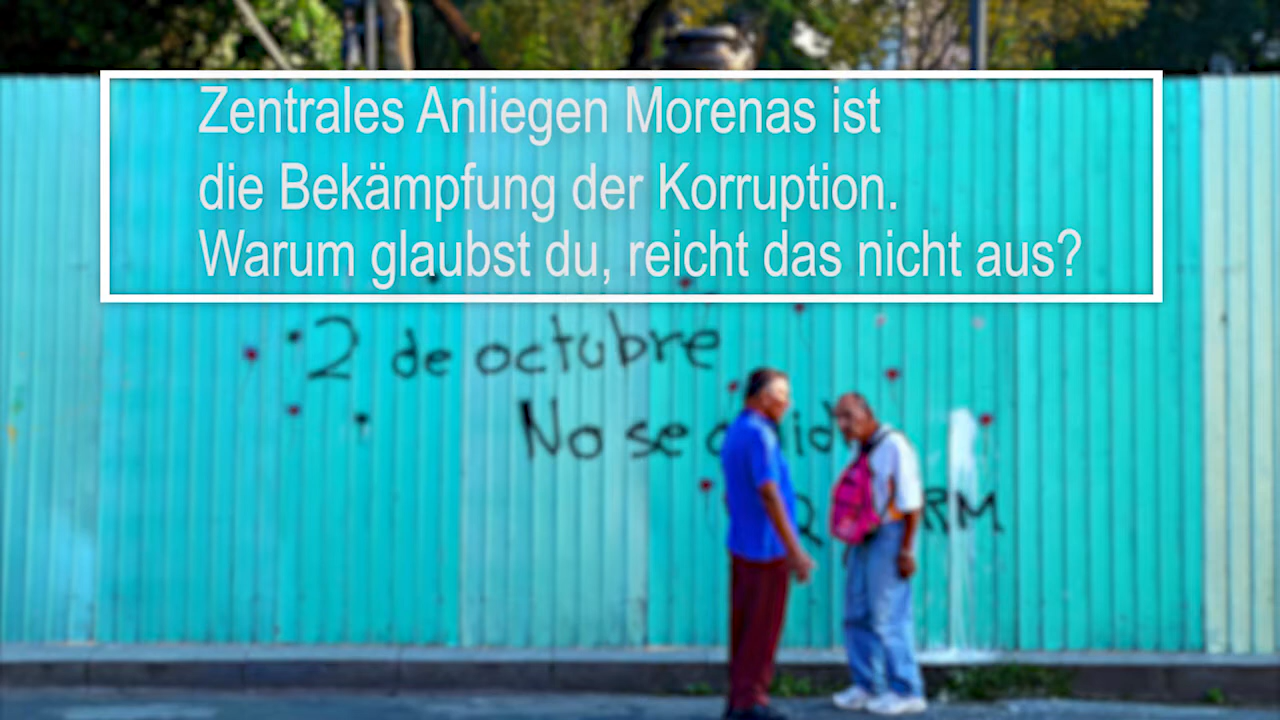 Zentrales Anliegen Morenas ist
die Bekämpfung der Korruption.
Warum glaubst du, reicht das nicht aus?
2 de octubre
No se
RM